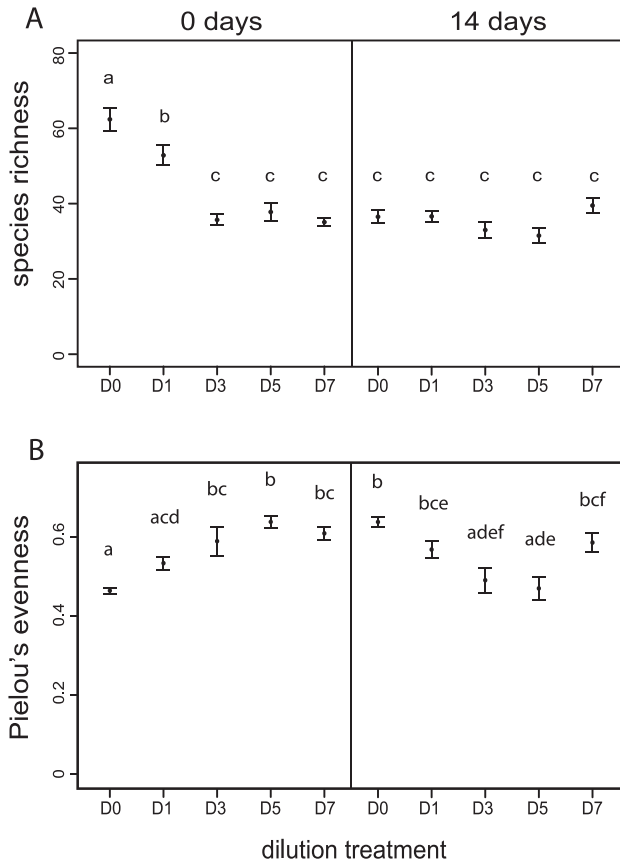 A
0 days
14 days
species richness
80
60
40
20
0
a
b
c
c
c
c
c
c
c
c
D0
D1
D3
D5
D7
D0
D1
D3
D5
D7
B
Pielou's evenness
0.6
0.4
0.2
0
a
acd
bc
b
bc
b
bce
adef
ade
bcf
D0
D1
D3
D5
D7
D0
D1
D3
D5
D7
dilution treatment